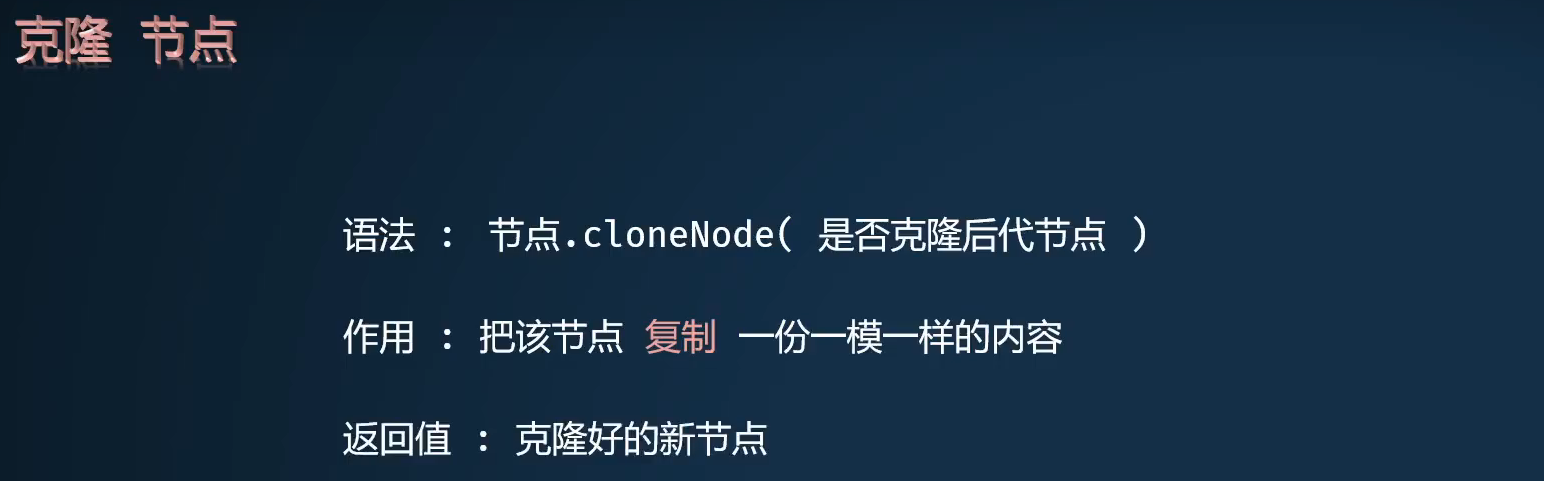 克隆 节点
语法 : 节点.cloneNode( 是否克隆后代节点 )
作用 : 把该节点 复制 一份一模一样的内容
返回值 : 克隆好的新节点